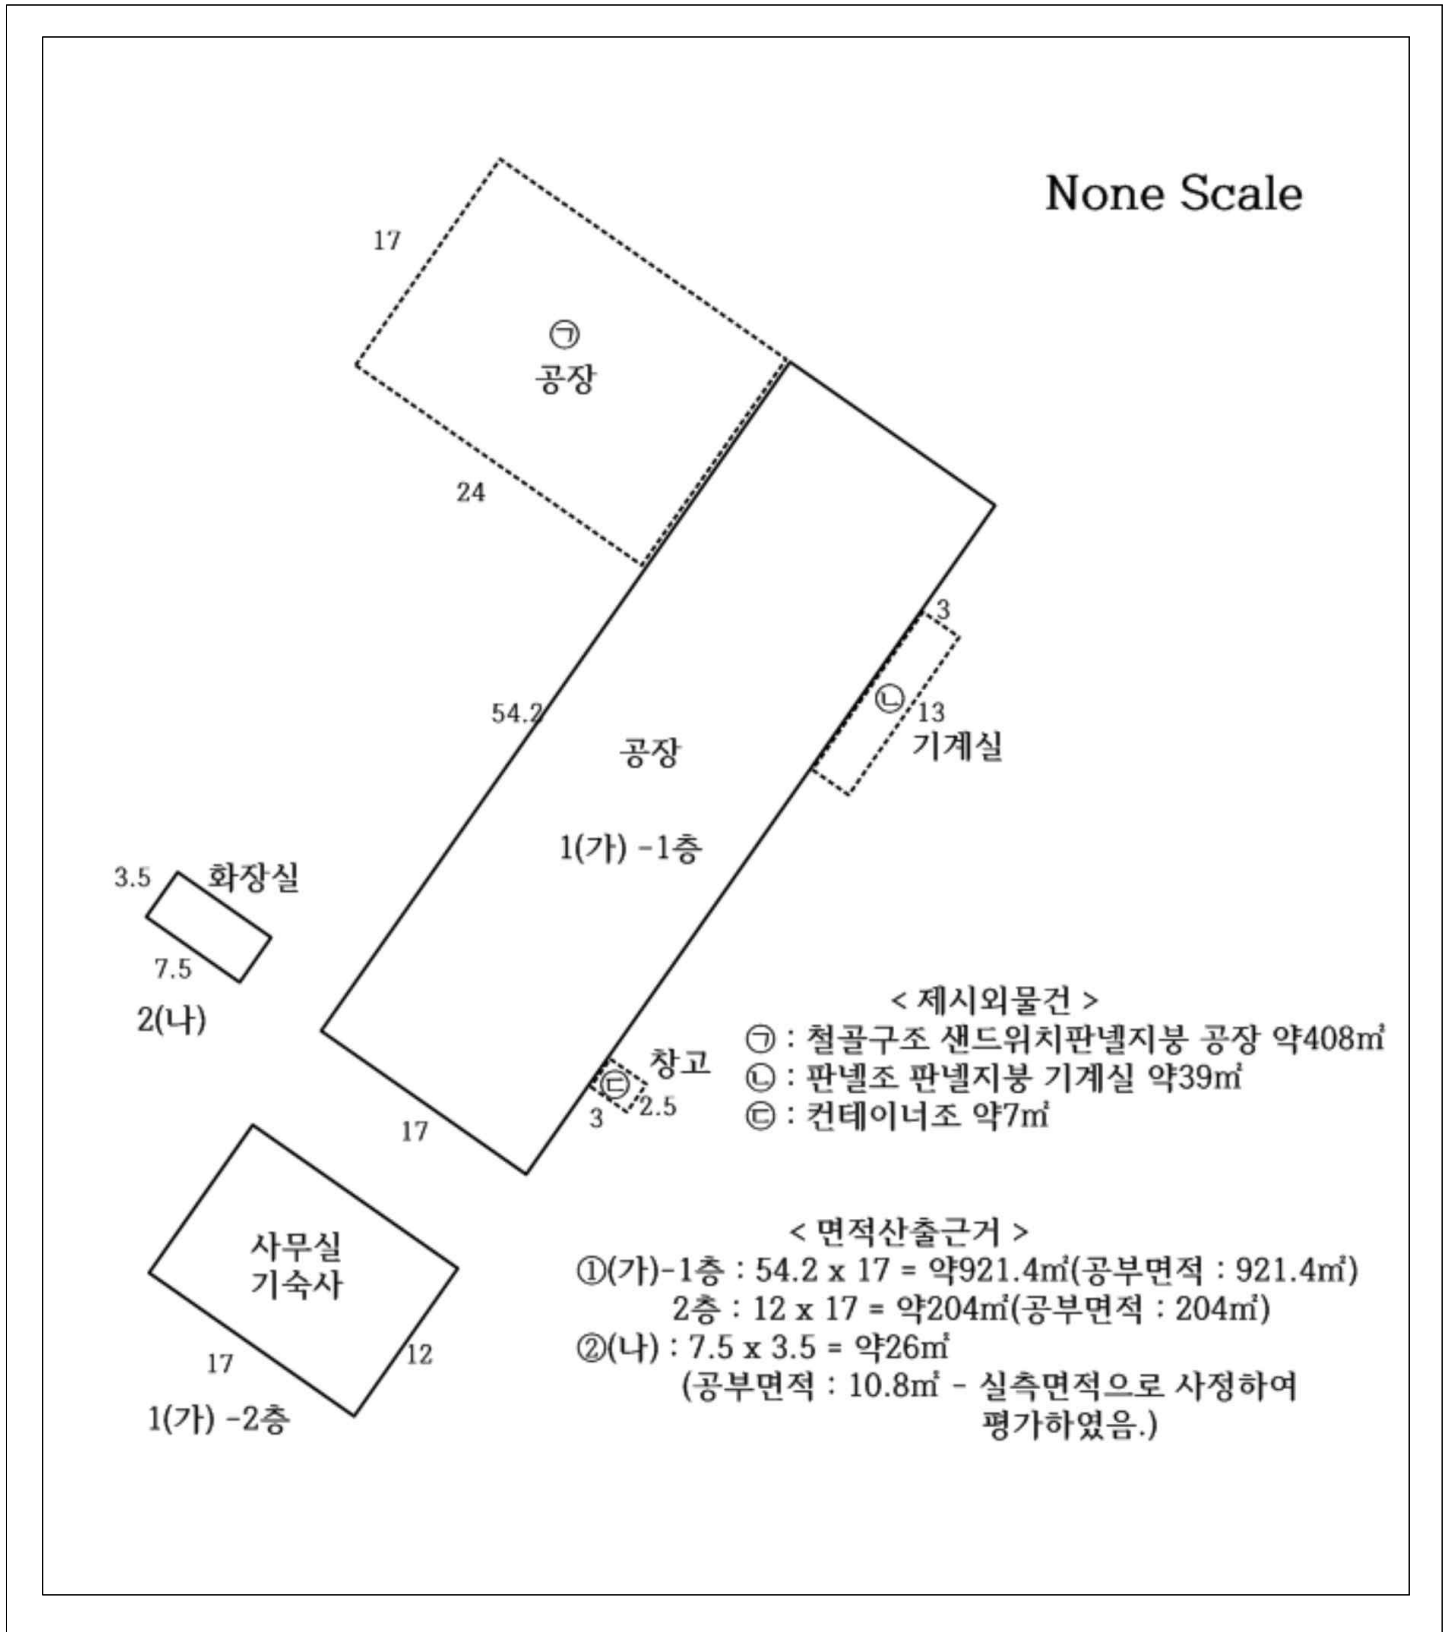 None Scale
17
㉠
공장
24
3
㉡
13
기계실
54.2
공장
1(가) -1층
3.5
화장실
7.5
2(나)
창고
㉢
2.5
3
17
사무실
기숙사
17
12
1(가) -2층
< 제시외물건 >
㉠ : 철골구조 샌드위치판넬지붕 공장 약408㎡
㉡ : 판넬조 판넬지붕 기계실 약39㎡
㉢ : 컨테이너조 약7㎡
< 면적산출근거 >
①(가)-1층 : 54.2 x 17 = 약921.4㎡(공부면적 : 921.4㎡)
2층 : 12 x 17 = 약204㎡(공부면적 : 204㎡)
②(나) : 7.5 x 3.5 = 약26㎡
(공부면적 : 10.8㎡ - 실측면적으로 사정하여
평가하였음.)